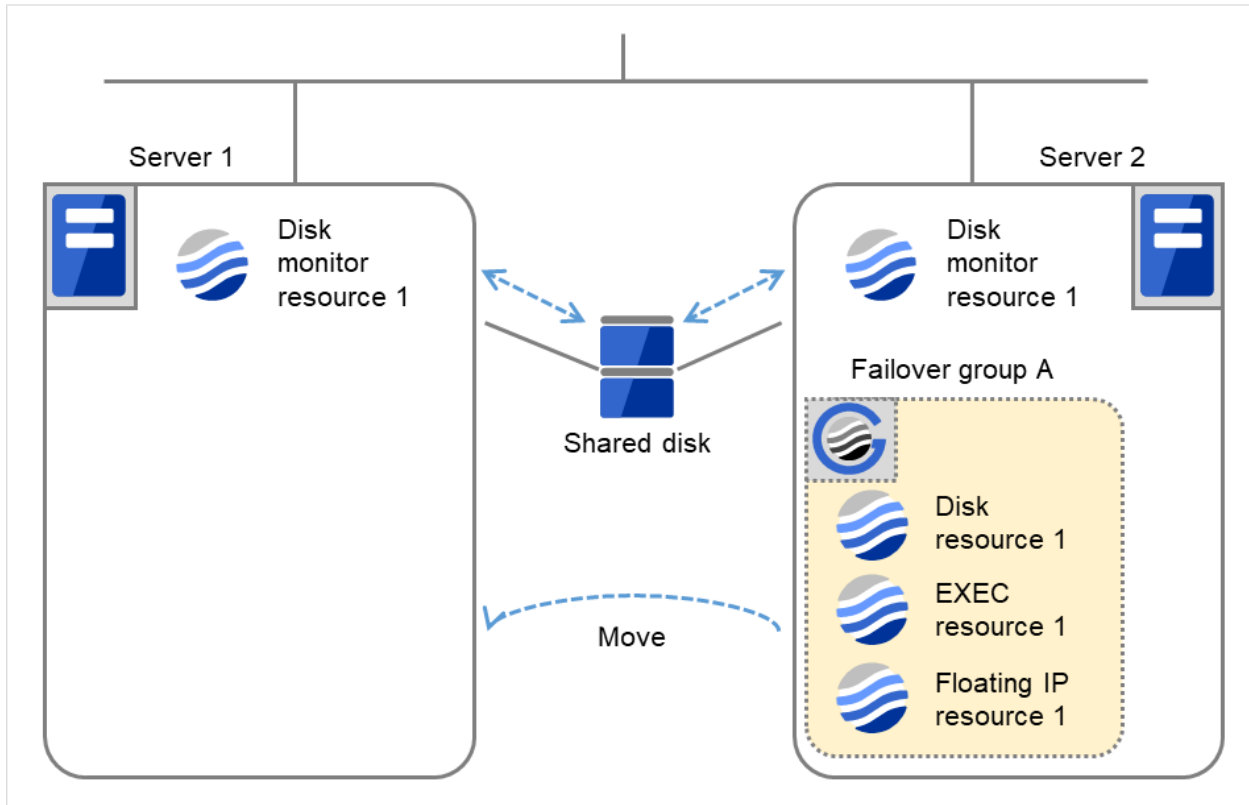 Server 1
Server 2
Disk
monitor
resource 1
Disk
monitor
resource 1
Shared disk
Failover group A
Disk
resource 1
EXEC
resource 1
Floating IP
resource 1
Move